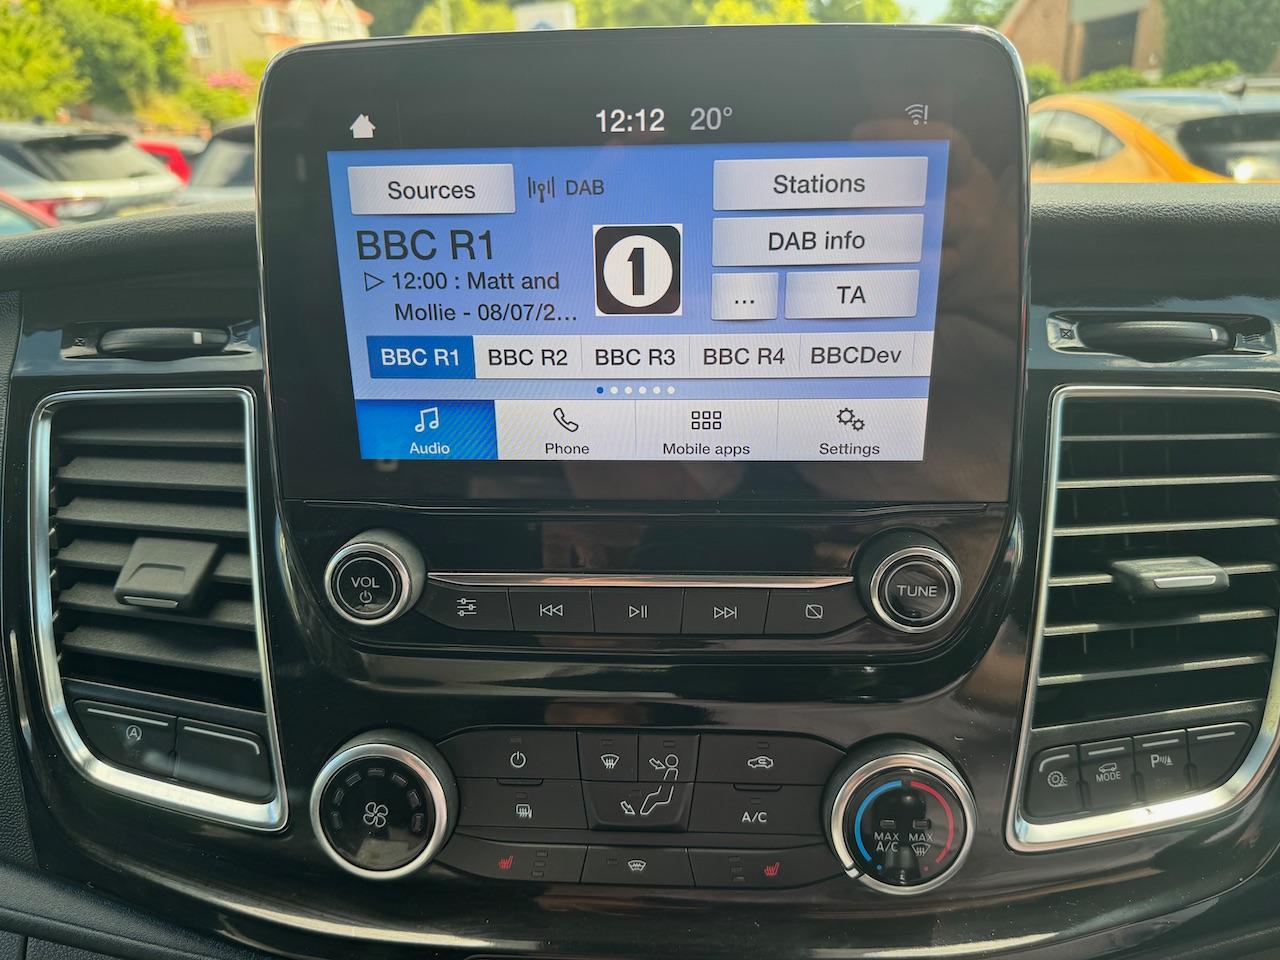 12:12 20°
Sources DAB Stations
BBC R1
1
DAB info
12:00 : Matt and
Mollie - 08/07/2...
... TA
BBC R1 BBC R2 BBC R3 BBC R4 BBCDev
Audio Phone Mobile apps Settings
VOL
TUNE
A
MODE
P
A/C
MAX A/C
MAX